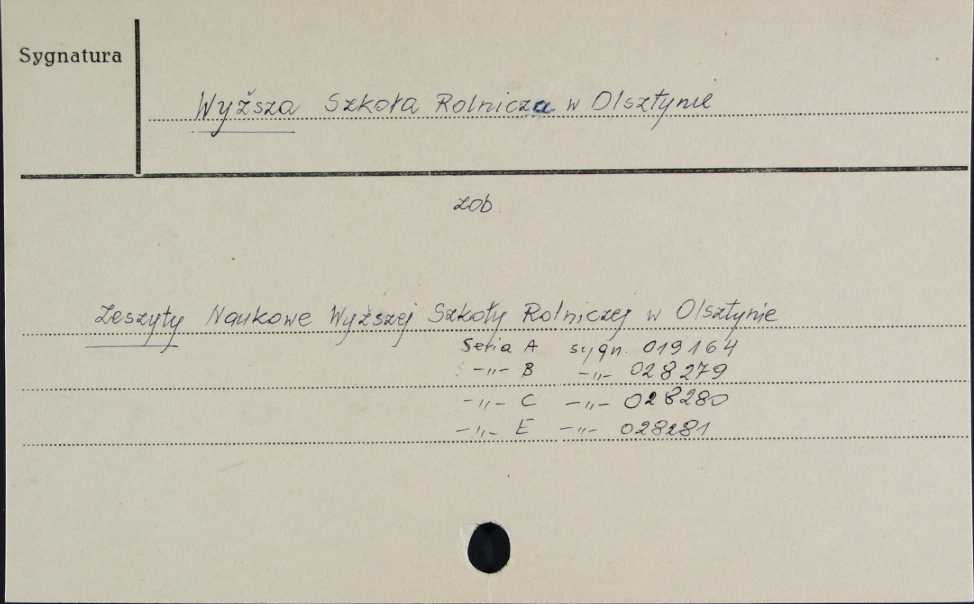 Sygnatura
Wyższa Szkoła Rolnicza w Olsztynie
zob.
Zeszyty Naukowe Wyższej Szkoły Rolniczej w Olsztynie
Seria A sygn. 019164
-„- B -„- 028279
-„- C -„- 028280
-„- E -„- 028281